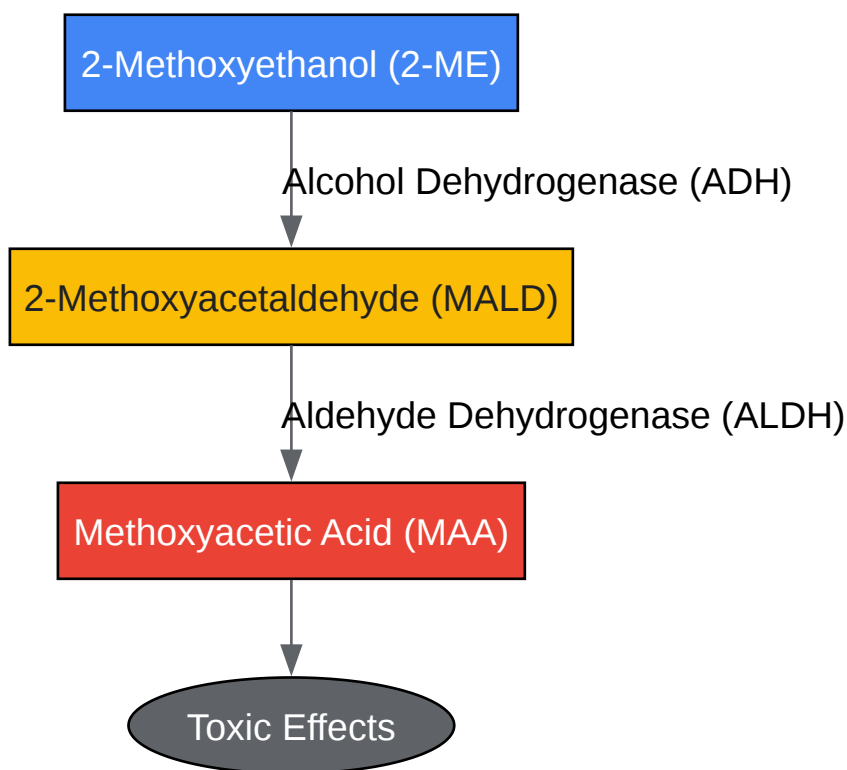 2-Methoxyethanol (2-ME)
Alcohol Dehydrogenase (ADH)
2-Methoxyacetaldehyde (MALD)
Aldehyde Dehydrogenase (ALDH)
Methoxyacetic Acid (MAA)
Toxic Effects